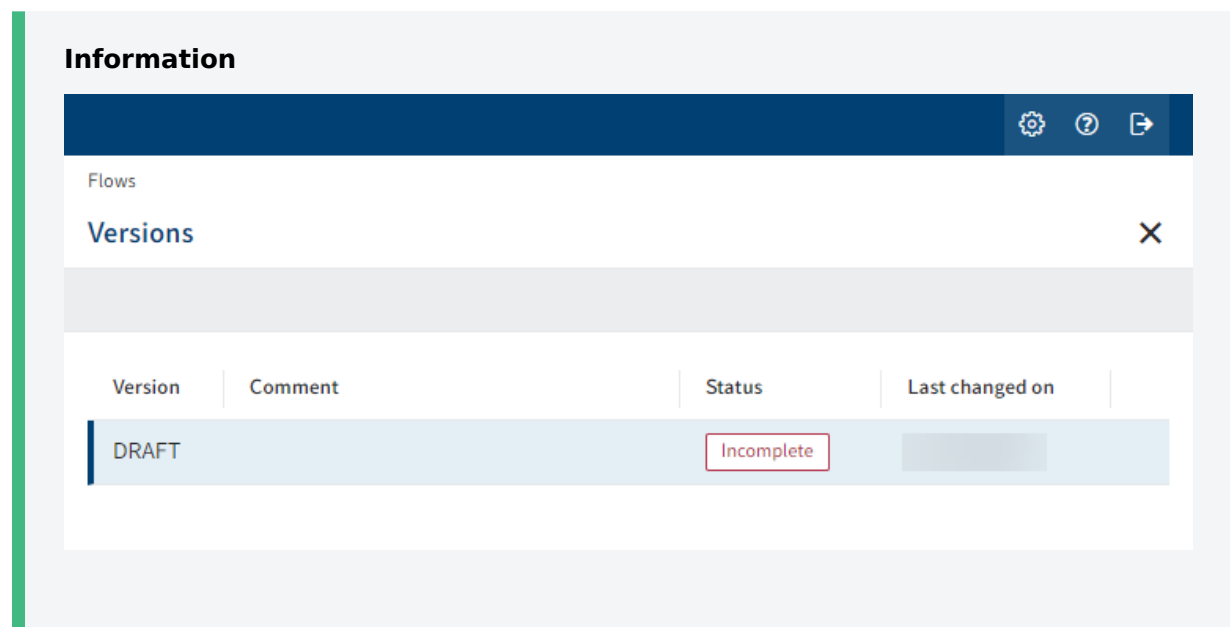 Information
Flows
Versions
Version Comment Status Last changed on
DRAFT Incomplete